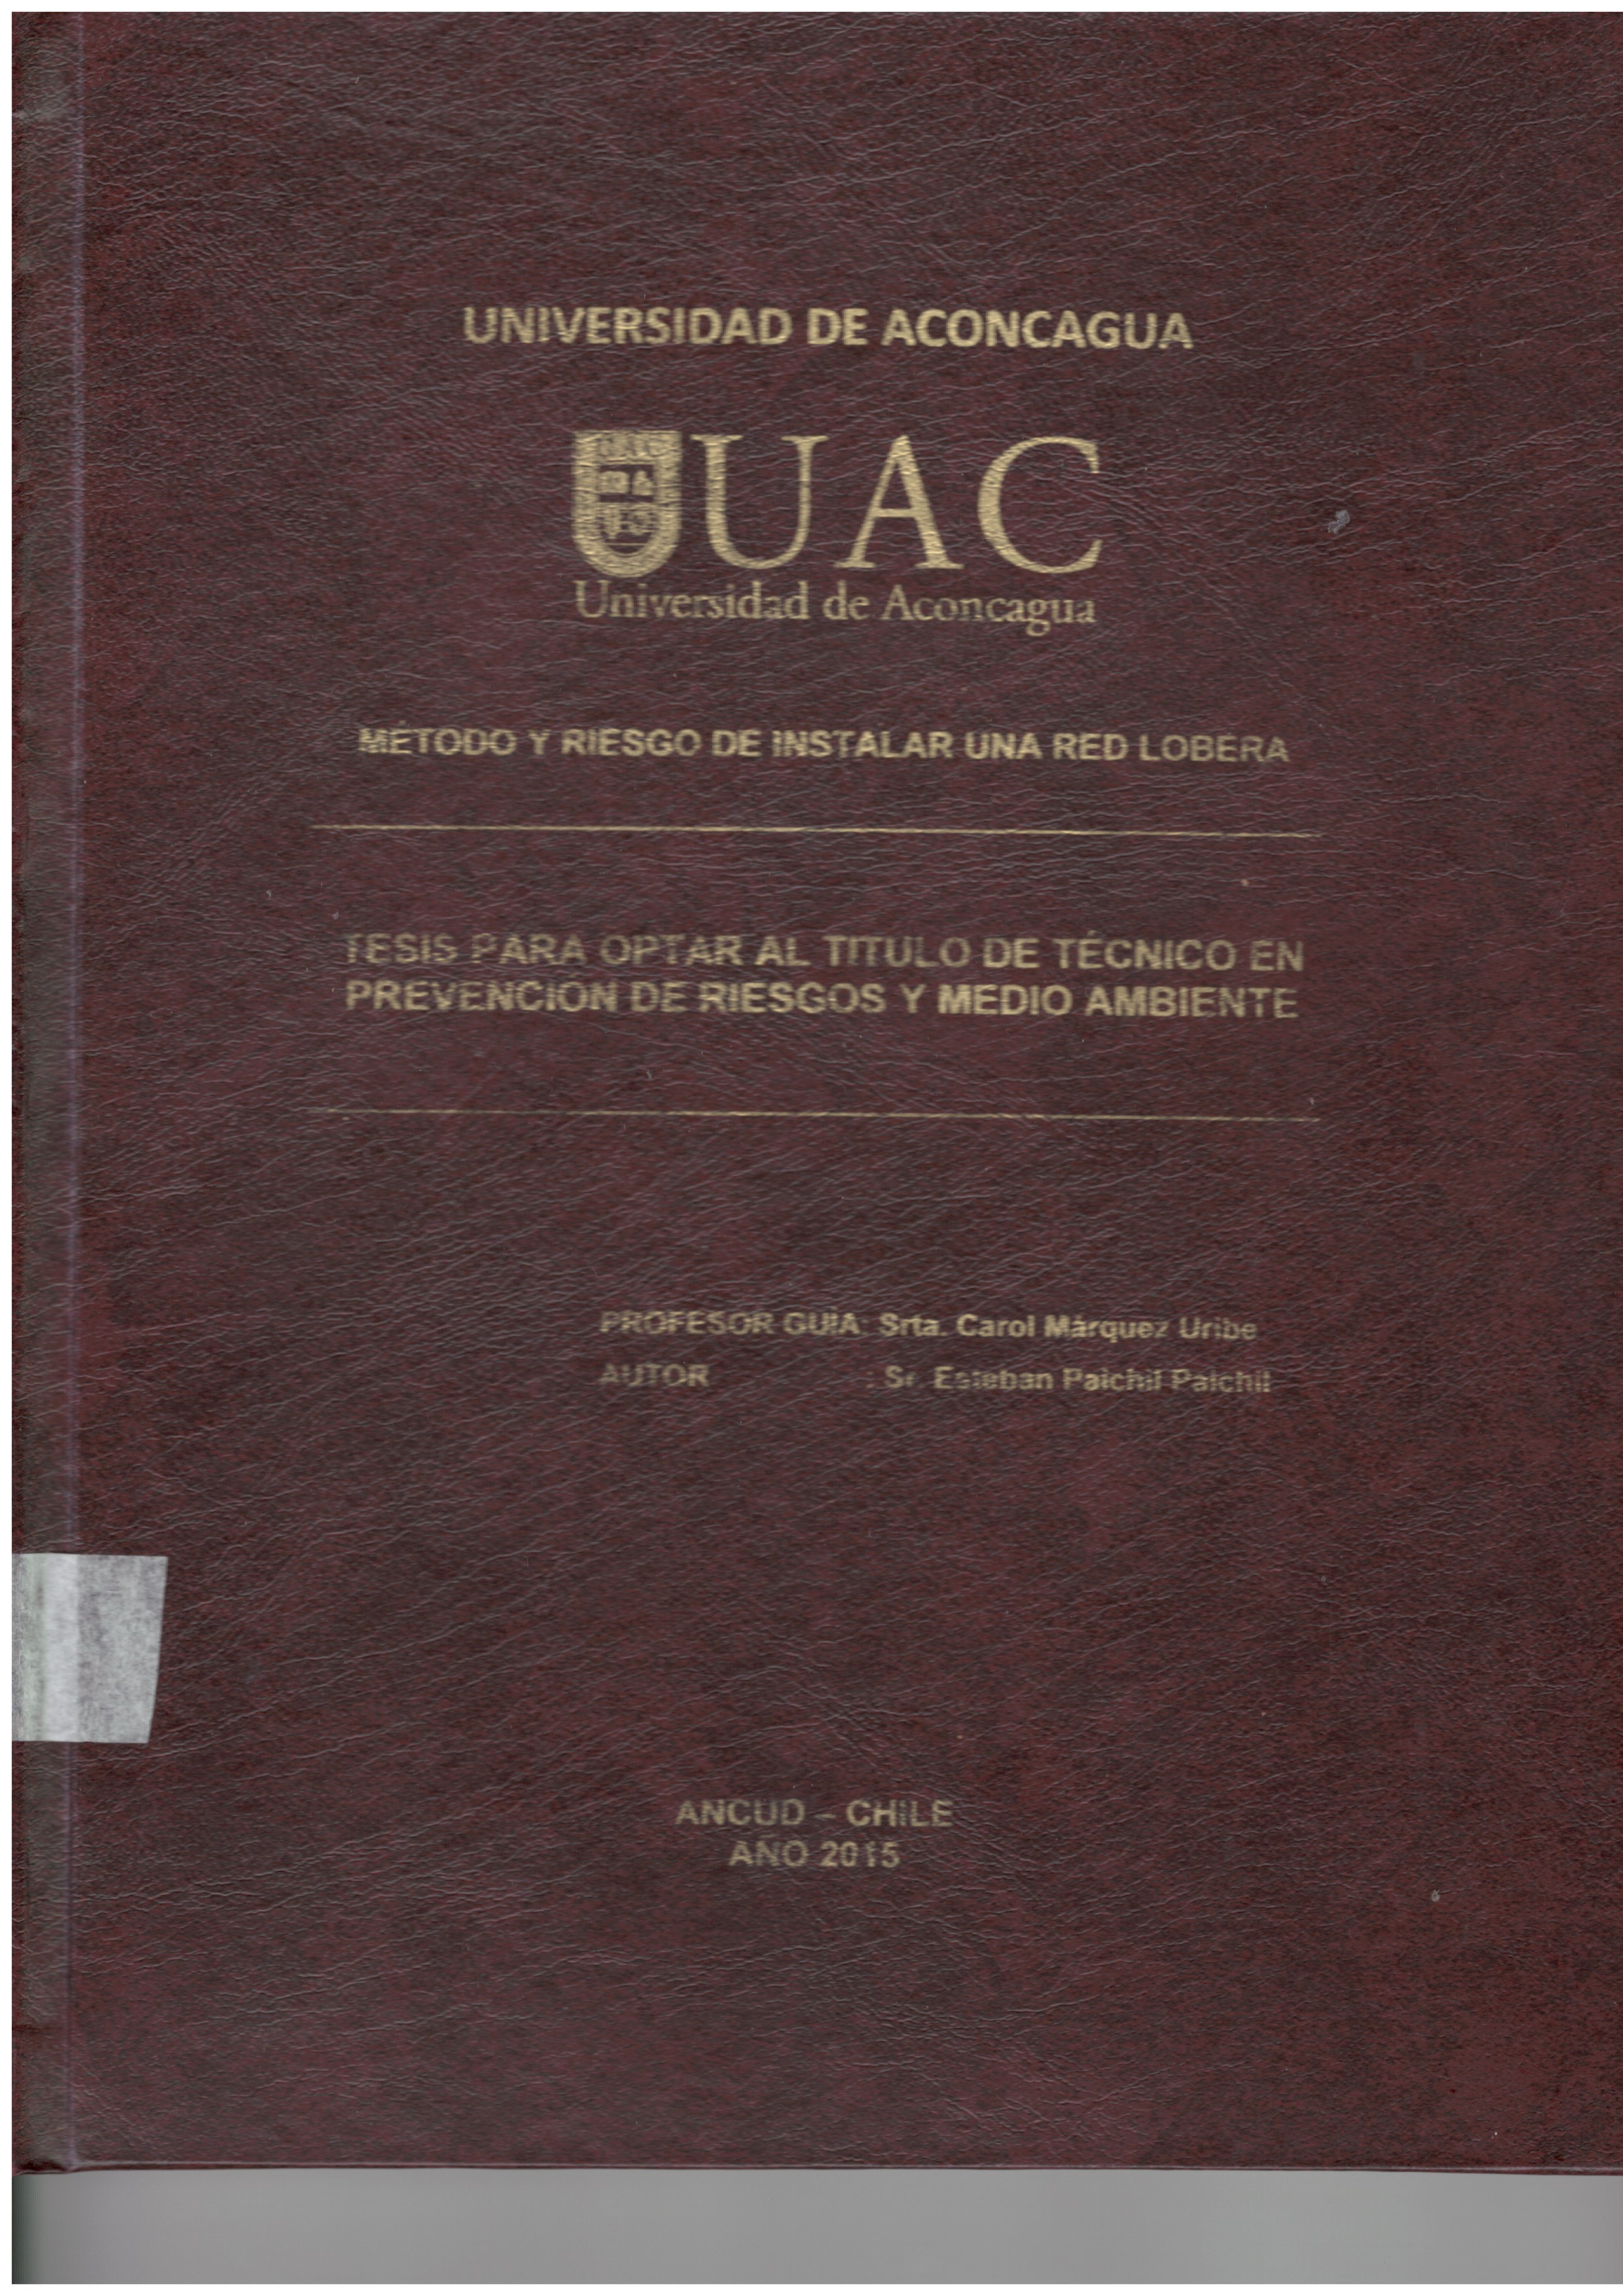 UNIVERSIDAD DE ACONCAGUA
UAC
Universidad de Aconcagua
MÉTODO Y RIESGO DE INSTALAR UNA RED LOBERA
TESIS PARA OPTAR AL TITULO DE TÉCNICO EN
PREVENCIÓN DE RIESGOS Y MEDIO AMBIENTE
PROFESOR GUÍA: Srta. Carol Márquez Uribe
AUTOR : Sr. Esteban Paichil Paichil
ANCUD – CHILE
AÑO 2015